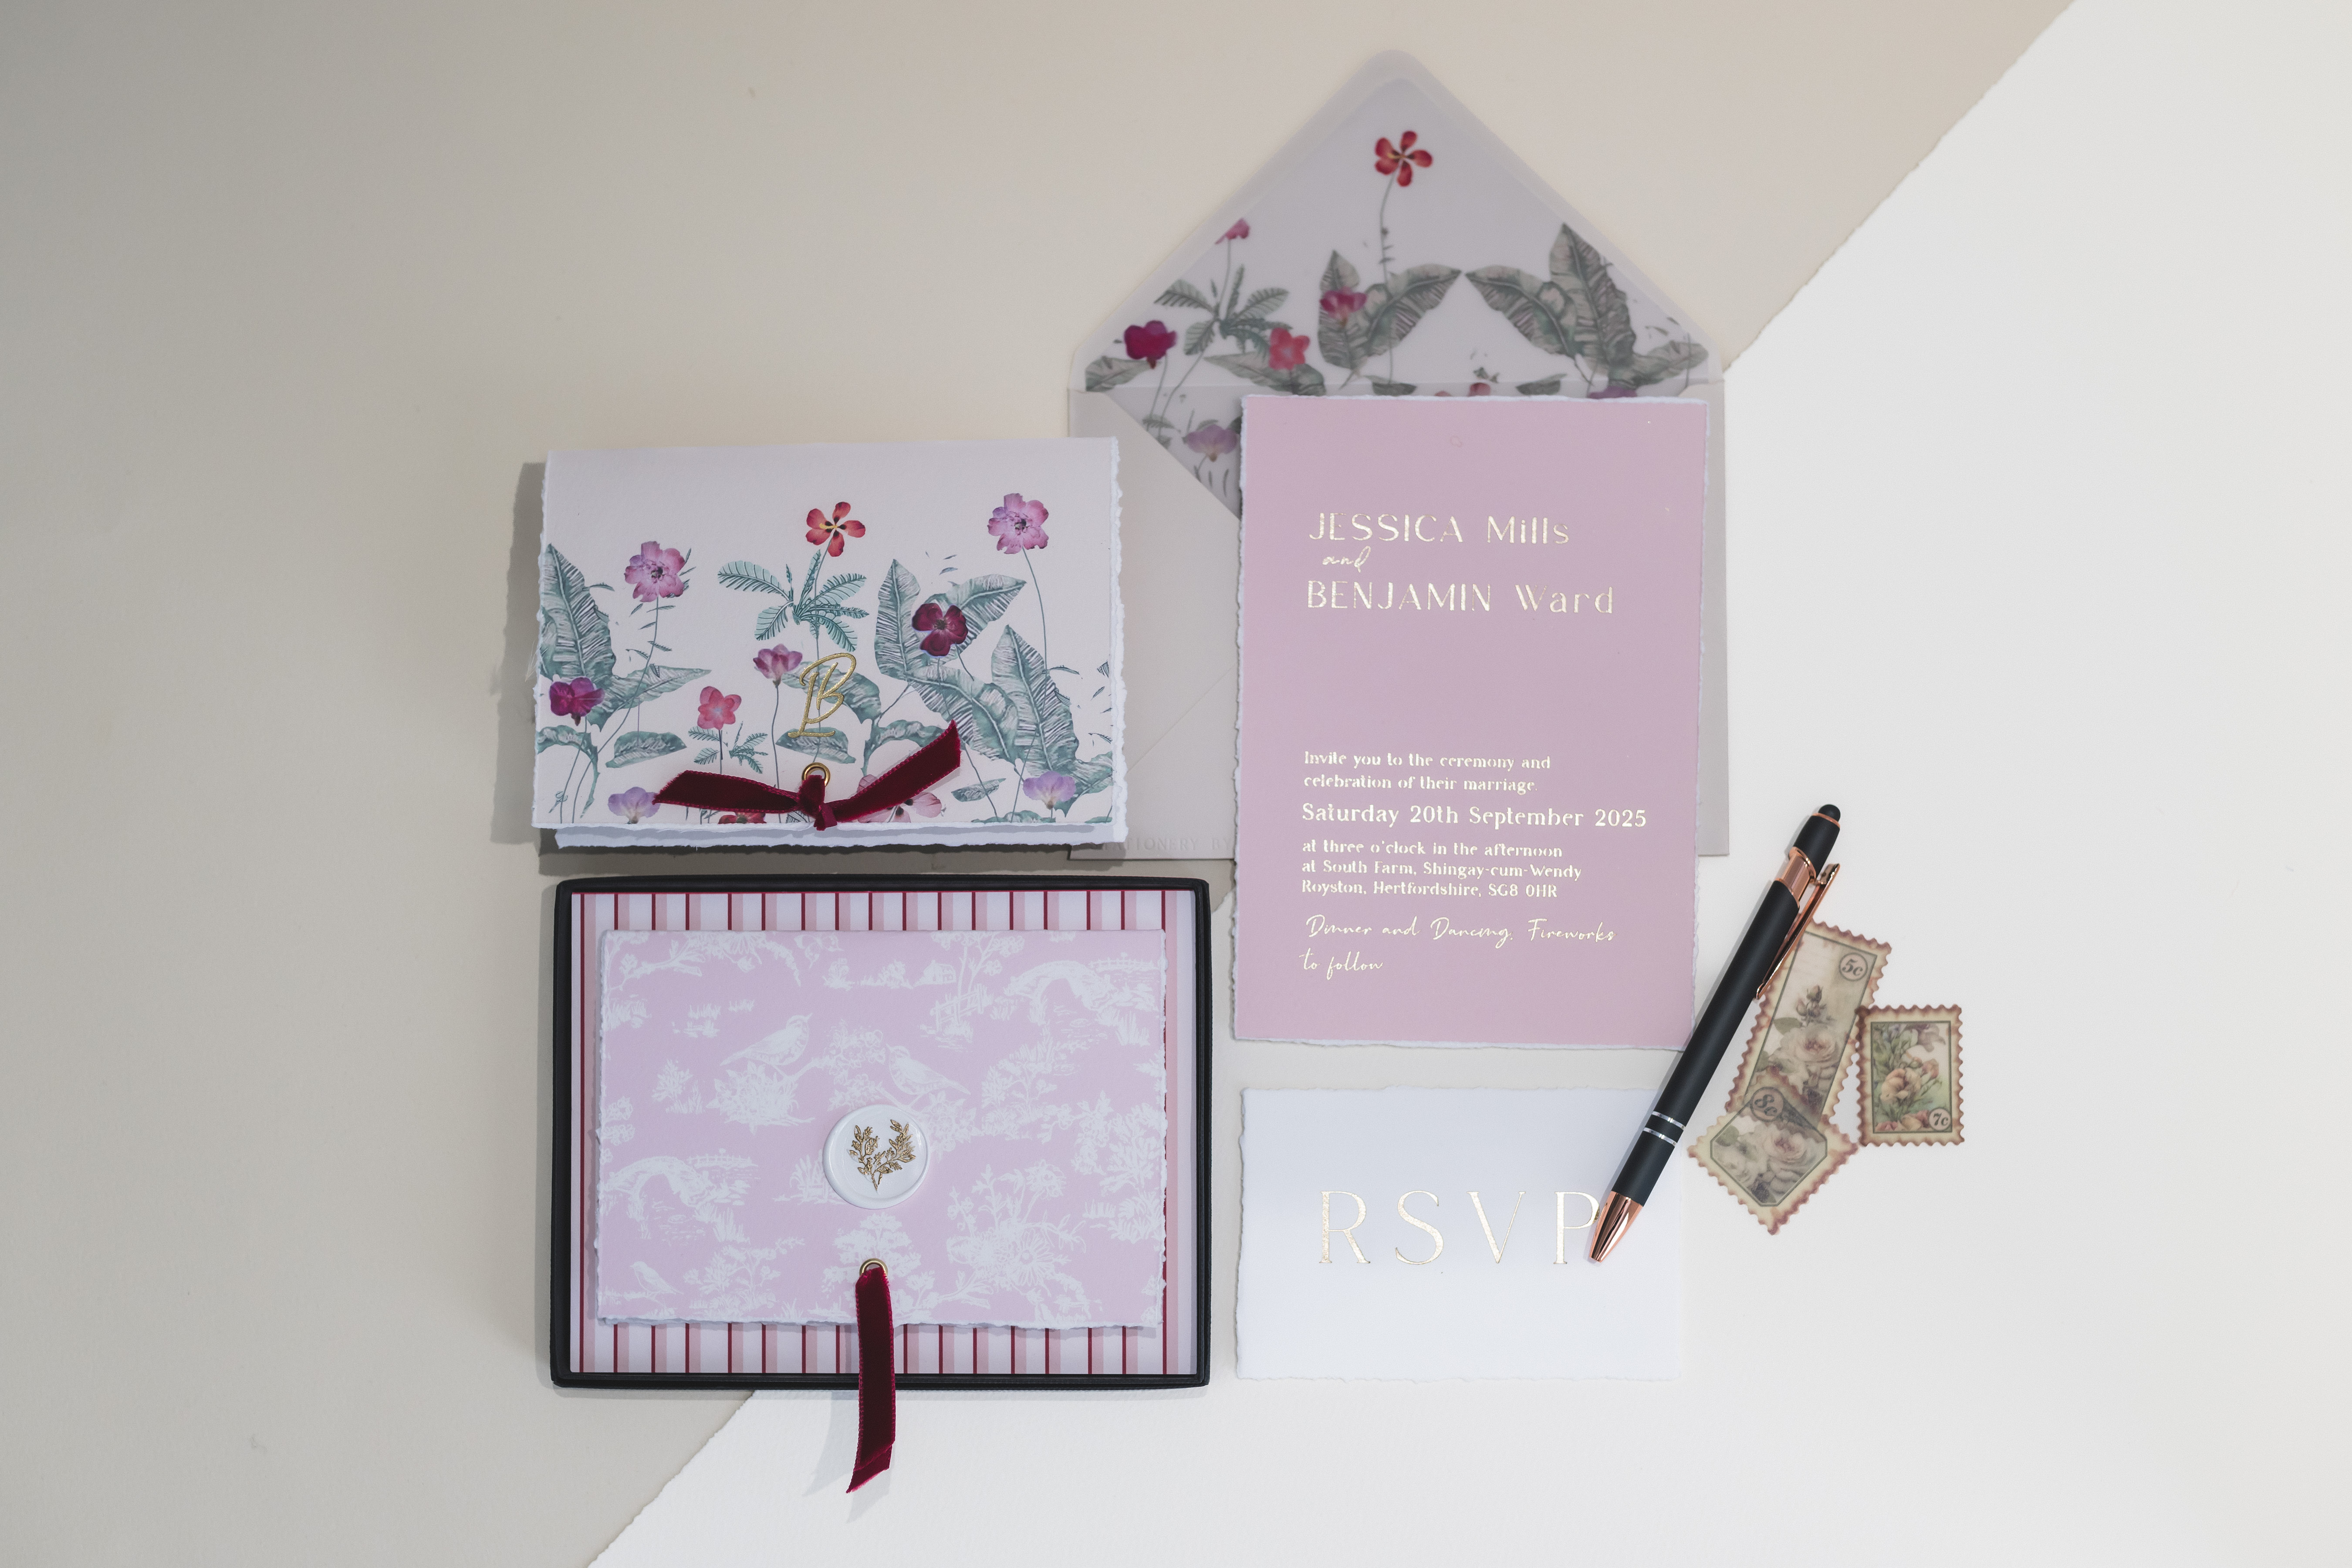 JESSICA Mills
and
BENJAMIN Ward
Invite you to the ceremony and
celebration of their marriage.
Saturday 20th September 2025
at three o'clock in the afternoon
at South Farm, Shingay-cum-Wendy
Royston, Hertfordshire, SG8 0HR
Dinner and Dancing, Fireworks
to follow
STATIONERY BY
RSVP
5c
8c
7c